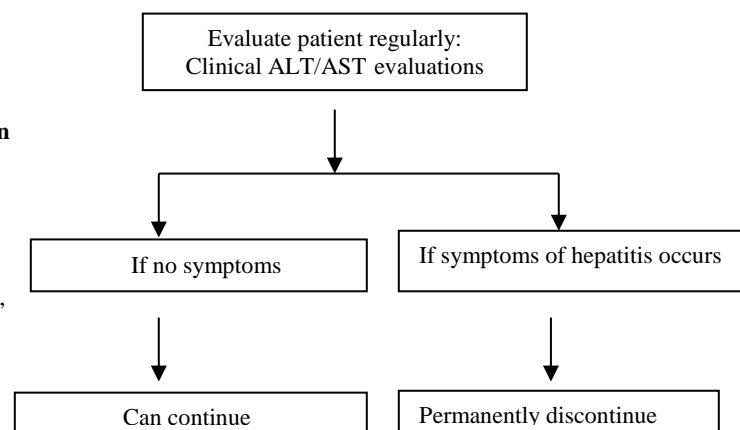 Evaluate patient regularly:
Clinical ALT/AST evaluations
n
If no symptoms
If symptoms of hepatitis occurs
,
Can continue
Permanently discontinue